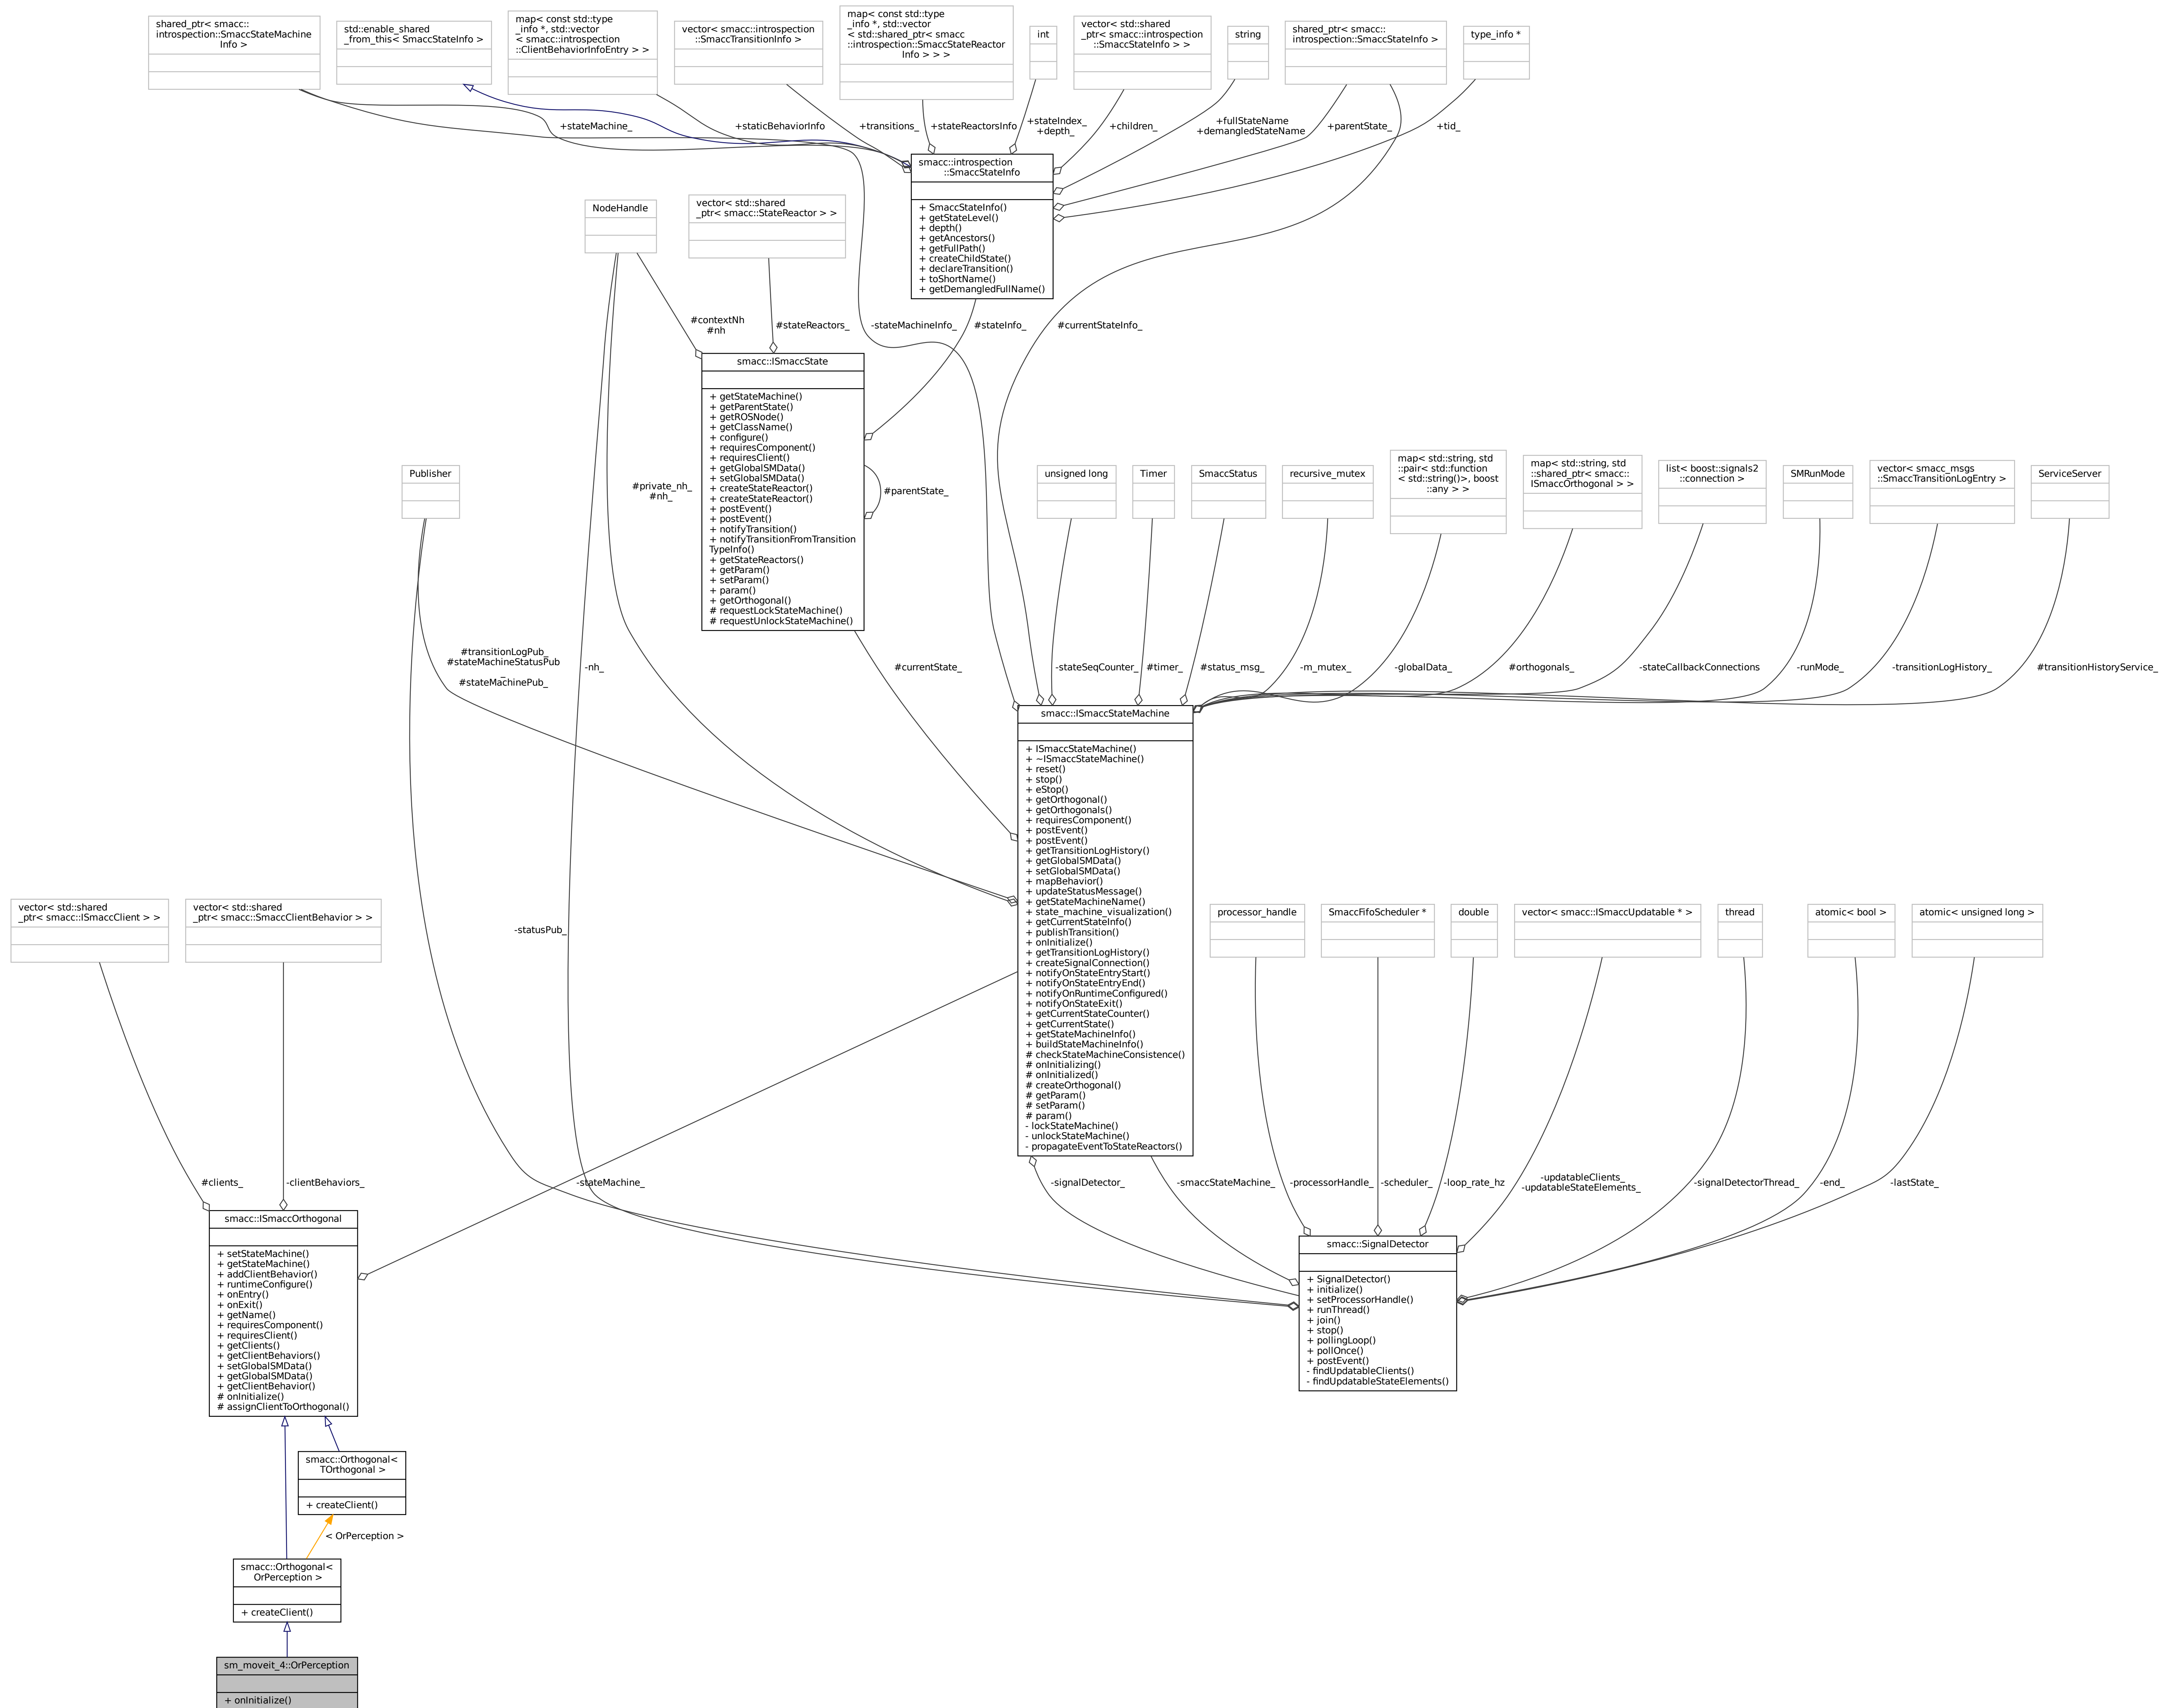 shared_ptr< smacc::
introspection::SmaccStateMachine
Info >
std::enable_shared
_from_this< SmaccStateInfo >
map< const std::type
_info *, std::vector
< smacc::introspection
::ClientBehaviorInfoEntry > >
vector< smacc::introspection
::SmaccTransitionInfo >
map< const std::type
_info *, std::vector
< std::shared_ptr< smacc
::introspection::SmaccStateReactor
Info > > >
int
vector< std::shared
_ptr< smacc::introspection
::SmaccStateInfo > >
string
shared_ptr< smacc::
introspection::SmaccStateInfo >
type_info *
+stateMachine_
+staticBehaviorInfo
+transitions_
+stateReactorsInfo
+stateIndex_
+depth_
+children_
+fullStateName
+demangledStateName
+parentState_
+tid_
smacc::introspection
::SmaccStateInfo
+ SmaccStateInfo()
+ getStateLevel()
+ depth()
+ getAncestors()
+ getFullPath()
+ createChildState()
+ declareTransition()
+ toShortName()
+ getDemangledFullName()
NodeHandle
vector< std::shared
_ptr< smacc::StateReactor > >
#contextNh
#nh
#stateReactors_
-stateMachineInfo_
#stateInfo_
#currentStateInfo_
smacc::ISmaccState
+ getStateMachine()
+ getParentState()
+ getROSNode()
+ getClassName()
+ configure()
+ requiresComponent()
+ requiresClient()
+ getGlobalSMData()
+ setGlobalSMData()
+ createStateReactor()
+ createStateReactor()
+ postEvent()
+ postEvent()
+ notifyTransition()
+ notifyTransitionFromTransition
TypeInfo()
+ getStateReactors()
+ getParam()
+ setParam()
+ param()
+ getOrthogonal()
# requestLockStateMachine()
# requestUnlockStateMachine()
#parentState_
Publisher
#private_nh_
#nh_
unsigned long
Timer
SmaccStatus
recursive_mutex
map< std::string, std
::pair< std::function
< std::string()>, boost
::any > >
map< std::string, std
::shared_ptr< smacc::
ISmaccOrthogonal > >
list< boost::signals2
::connection >
SMRunMode
vector< smacc_msgs
::SmaccTransitionLogEntry >
ServiceServer
#transitionLogPub_
#stateMachineStatusPub
_
#stateMachinePub_
-nh_
#currentState_
-stateSeqCounter_
#timer_
#status_msg_
-m_mutex_
-globalData_
#orthogonals_
-stateCallbackConnections
-runMode_
-transitionLogHistory_
#transitionHistoryService_
smacc::ISmaccStateMachine
+ ISmaccStateMachine()
+ ~ISmaccStateMachine()
+ reset()
+ stop()
+ eStop()
+ getOrthogonal()
+ getOrthogonals()
+ requiresComponent()
+ postEvent()
+ postEvent()
+ getTransitionLogHistory()
+ getGlobalSMData()
+ setGlobalSMData()
+ mapBehavior()
+ updateStatusMessage()
+ getStateMachineName()
+ state_machine_visualization()
+ getCurrentStateInfo()
+ publishTransition()
+ onInitialize()
+ getTransitionLogHistory()
+ createSignalConnection()
+ notifyOnStateEntryStart()
+ notifyOnStateEntryEnd()
+ notifyOnRuntimeConfigured()
+ notifyOnStateExit()
+ getCurrentStateCounter()
+ getCurrentState()
+ getStateMachineInfo()
+ buildStateMachineInfo()
# checkStateMachineConsistence()
# onInitializing()
# onInitialized()
# createOrthogonal()
# getParam()
# setParam()
# param()
- lockStateMachine()
- unlockStateMachine()
- propagateEventToStateReactors()
vector< std::shared
_ptr< smacc::ISmaccClient > >
vector< std::shared
_ptr< smacc::SmaccClientBehavior > >
-statusPub_
processor_handle
SmaccFifoScheduler *
double
vector< smacc::ISmaccUpdatable * >
thread
atomic< bool >
atomic< unsigned long >
#clients_
-clientBehaviors_
-stateMachine_
-signalDetector_
-smaccStateMachine_
-processorHandle_
-scheduler_
-loop_rate_hz
-updatableClients_
-updatableStateElements_
-signalDetectorThread_
-end_
-lastState_
smacc::ISmaccOrthogonal
+ setStateMachine()
+ getStateMachine()
+ addClientBehavior()
+ runtimeConfigure()
+ onEntry()
+ onExit()
+ getName()
+ requiresComponent()
+ requiresClient()
+ getClients()
+ getClientBehaviors()
+ setGlobalSMData()
+ getGlobalSMData()
+ getClientBehavior()
# onInitialize()
# assignClientToOrthogonal()
smacc::SignalDetector
+ SignalDetector()
+ initialize()
+ setProcessorHandle()
+ runThread()
+ join()
+ stop()
+ pollingLoop()
+ pollOnce()
+ postEvent()
- findUpdatableClients()
- findUpdatableStateElements()
smacc::Orthogonal<
TOrthogonal >
+ createClient()
< OrPerception >
smacc::Orthogonal<
OrPerception >
+ createClient()
sm_moveit_4::OrPerception
+ onInitialize()